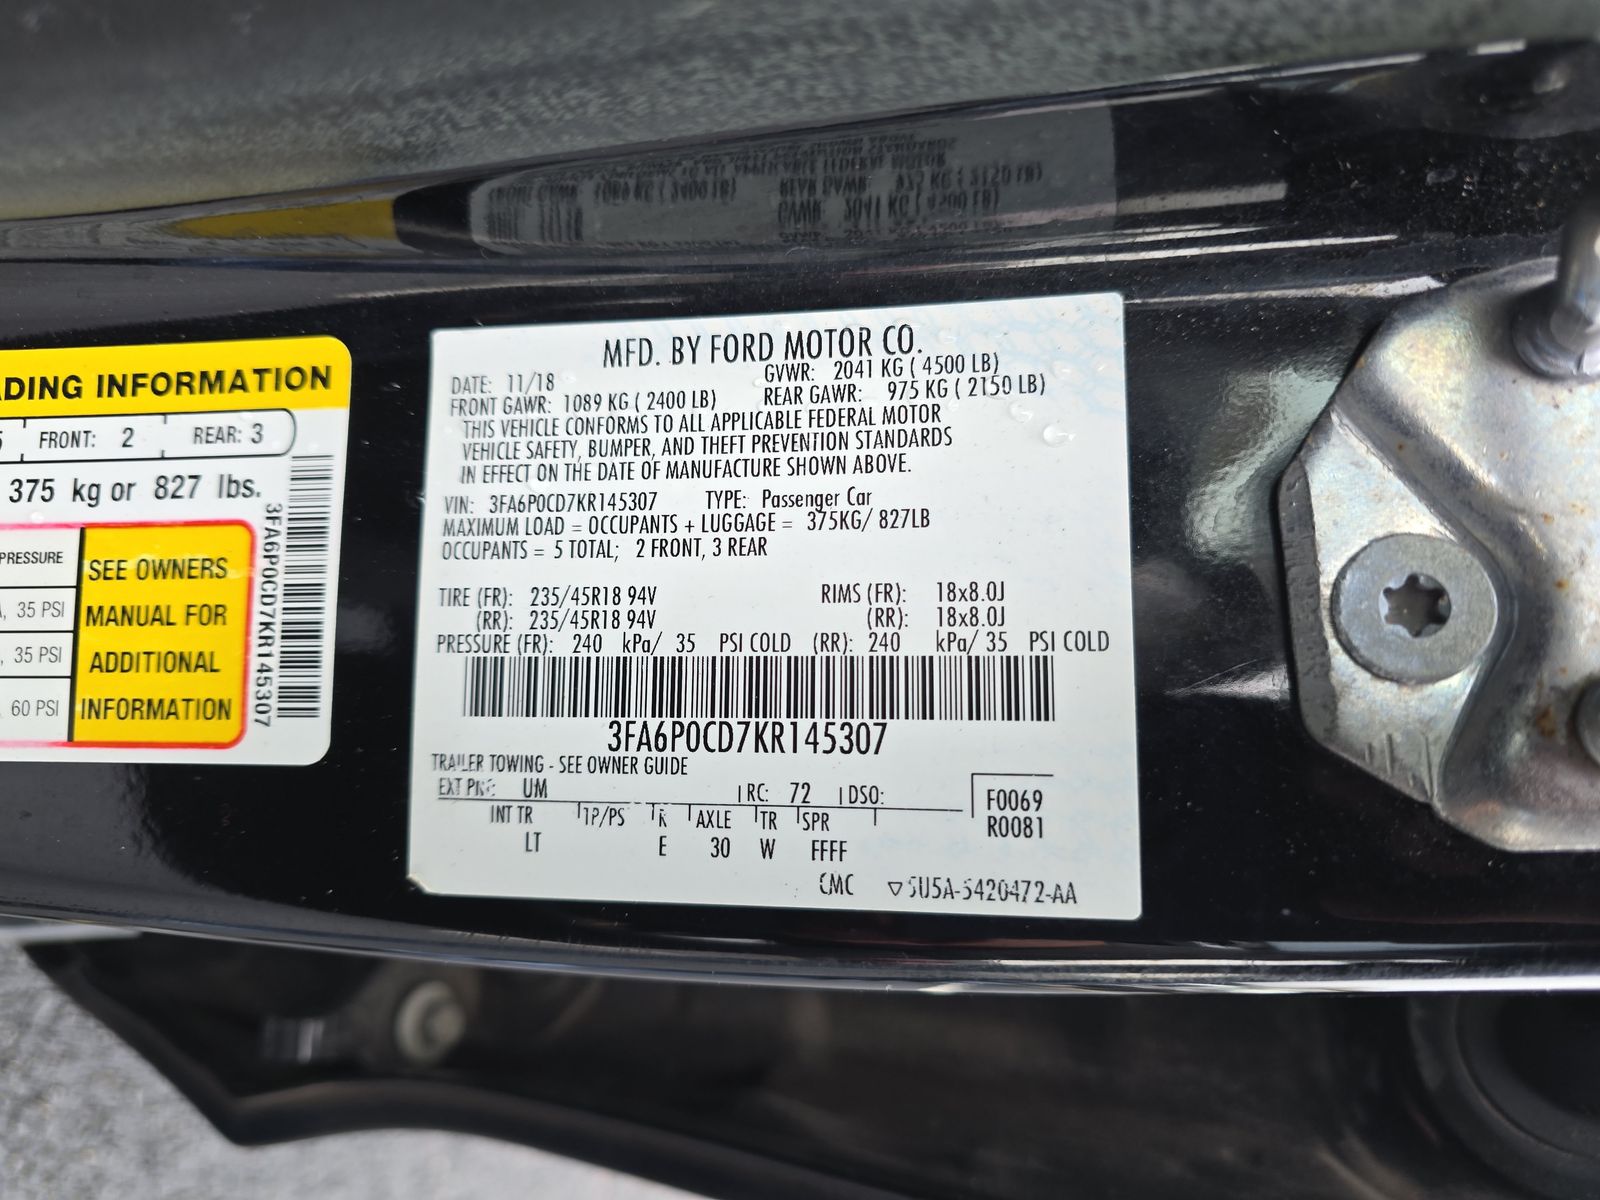 ADING INFORMATION
5 FRONT: 2 REAR: 3
375 kg or 827 lbs.
PRESSURE
, 35 PSI
, 35 PSI
, 60 PSI
SEE OWNERS
MANUAL FOR
ADDITIONAL
INFORMATION
3FA6P0CD7KR145307
MFD. BY FORD MOTOR CO.
DATE: 11/18 GVWR: 2041 KG ( 4500 LB)
FRONT GAWR: 1089 KG ( 2400 LB) REAR GAWR: 975 KG ( 2150 LB)
THIS VEHICLE CONFORMS TO ALL APPLICABLE FEDERAL MOTOR
VEHICLE SAFETY, BUMPER, AND THEFT PREVENTION STANDARDS
IN EFFECT ON THE DATE OF MANUFACTURE SHOWN ABOVE.
VIN: 3FA6P0CD7KR145307 TYPE: Passenger Car
MAXIMUM LOAD = OCCUPANTS + LUGGAGE = 375KG/ 827LB
OCCUPANTS = 5 TOTAL; 2 FRONT, 3 REAR
TIRE (FR): 235/45R18 94V RIMS (FR): 18x8.0J
(RR): 235/45R18 94V (RR): 18x8.0J
PRESSURE (FR): 240 kPa/ 35 PSI COLD (RR): 240 kPa/ 35 PSI COLD
3FA6P0CD7KR145307
TRAILER TOWING - SEE OWNER GUIDE
EXT PNT: UM RC: 72 DSO:
F0069
R0081
INT TR TP/PS R AXLE TR SPR
LT E 30 W FFFF
CMC ▽5U5A-5420472-AA